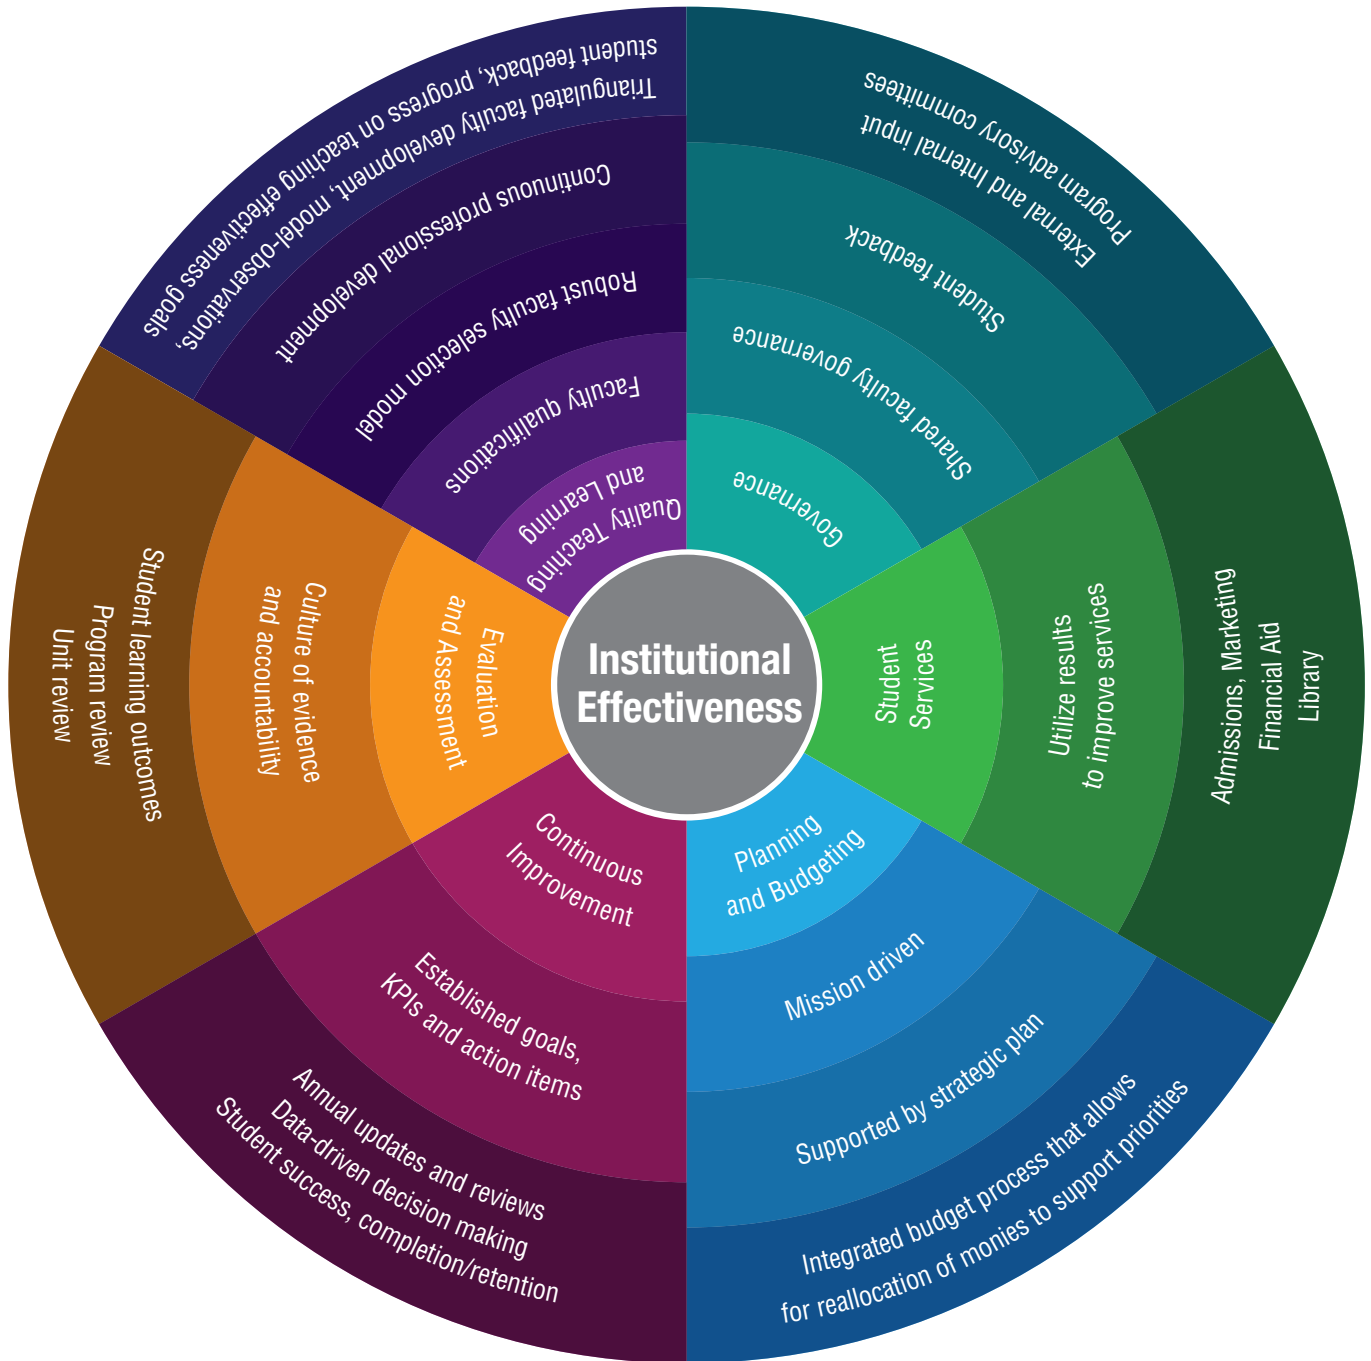 Institutional
Effectiveness
Governance
Shared faculty governance
Student feedback
External and Internal input
Program advisory committees
Student
Services
Utilize results
to improve services
Admissions, Marketing
Financial Aid
Library
Planning
and Budgeting
Mission driven
Supported by strategic plan
Integrated budget process that allows
for reallocation of monies to support priorities
Continuous
Improvement
Established goals,
KPIs and action items
Annual updates and reviews
Data-driven decision making
Student success, completion/retention
Evaluation
and Assessment
Culture of evidence
and accountability
Student learning outcomes
Program review
Unit review
Quality Teaching
and Learning
Faculty qualifications
Robust faculty selection model
Continuous professional development
Triangulated faculty development model, model-observations,
student feedback, progress on teaching effectiveness goals